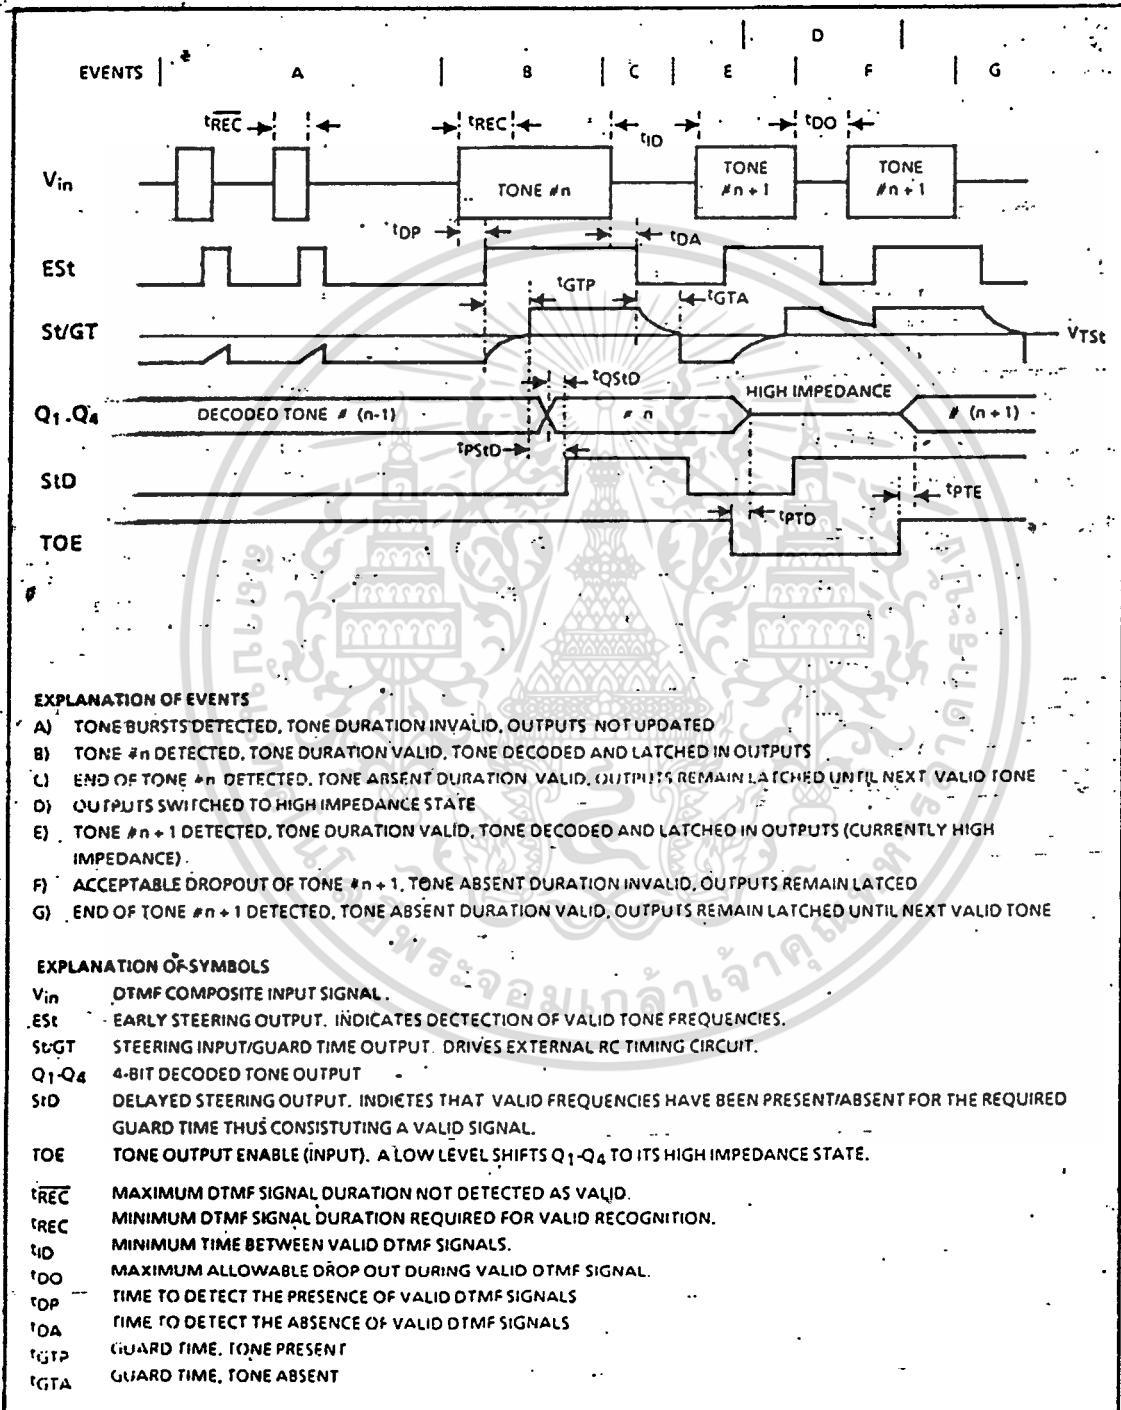 D
EVENTS A B C E F G
tREC tREC tID tDO
Vin TONE #n TONE #n + 1 TONE #n + 1
tDP tDA
ESt
tGTP tGTA
St/GT VTSt
tQStD HIGH IMPEDANCE
Q1-Q4 DECODED TONE # (n-1) # n # (n + 1)
tPStD
StD
tPTE
tPTD
TOE
EXPLANATION OF EVENTS
A) TONE BURSTS DETECTED, TONE DURATION INVALID, OUTPUTS NOT UPDATED
B) TONE #n DETECTED, TONE DURATION VALID, TONE DECODED AND LATCHED IN OUTPUTS
C) END OF TONE #n DETECTED, TONE ABSENT DURATION VALID, OUTPUTS REMAIN LATCHED UNTIL NEXT VALID TONE
D) OUTPUTS SWITCHED TO HIGH IMPEDANCE STATE
E) TONE #n + 1 DETECTED, TONE DURATION VALID, TONE DECODED AND LATCHED IN OUTPUTS (CURRENTLY HIGH
IMPEDANCE)
F) ACCEPTABLE DROPOUT OF TONE #n + 1, TONE ABSENT DURATION INVALID, OUTPUTS REMAIN LATCED
G) END OF TONE #n + 1 DETECTED, TONE ABSENT DURATION VALID, OUTPUTS REMAIN LATCHED UNTIL NEXT VALID TONE
EXPLANATION OF SYMBOLS
Vin DTMF COMPOSITE INPUT SIGNAL.
ESt EARLY STEERING OUTPUT. INDICATES DECTECTION OF VALID TONE FREQUENCIES.
St/GT STEERING INPUT/GUARD TIME OUTPUT. DRIVES EXTERNAL RC TIMING CIRCUIT.
Q1-Q4 4-BIT DECODED TONE OUTPUT
StD DELAYED STEERING OUTPUT. INDICTES THAT VALID FREQUENCIES HAVE BEEN PRESENT/ABSENT FOR THE REQUIRED
GUARD TIME THUS CONSISTUTING A VALID SIGNAL.
TOE TONE OUTPUT ENABLE (INPUT). A LOW LEVEL SHIFTS Q1-Q4 TO ITS HIGH IMPEDANCE STATE.
tREC MAXIMUM DTMF SIGNAL DURATION NOT DETECTED AS VALID.
tREC MINIMUM DTMF SIGNAL DURATION REQUIRED FOR VALID RECOGNITION.
tID MINIMUM TIME BETWEEN VALID DTMF SIGNALS.
tDO MAXIMUM ALLOWABLE DROP OUT DURING VALID DTMF SIGNAL.
tDP TIME TO DETECT THE PRESENCE OF VALID DTMF SIGNALS
tDA TIME TO DETECT THE ABSENCE OF VALID DTMF SIGNALS
tGTP GUARD TIME, TONE PRESENT
tGTA GUARD TIME, TONE ABSENT